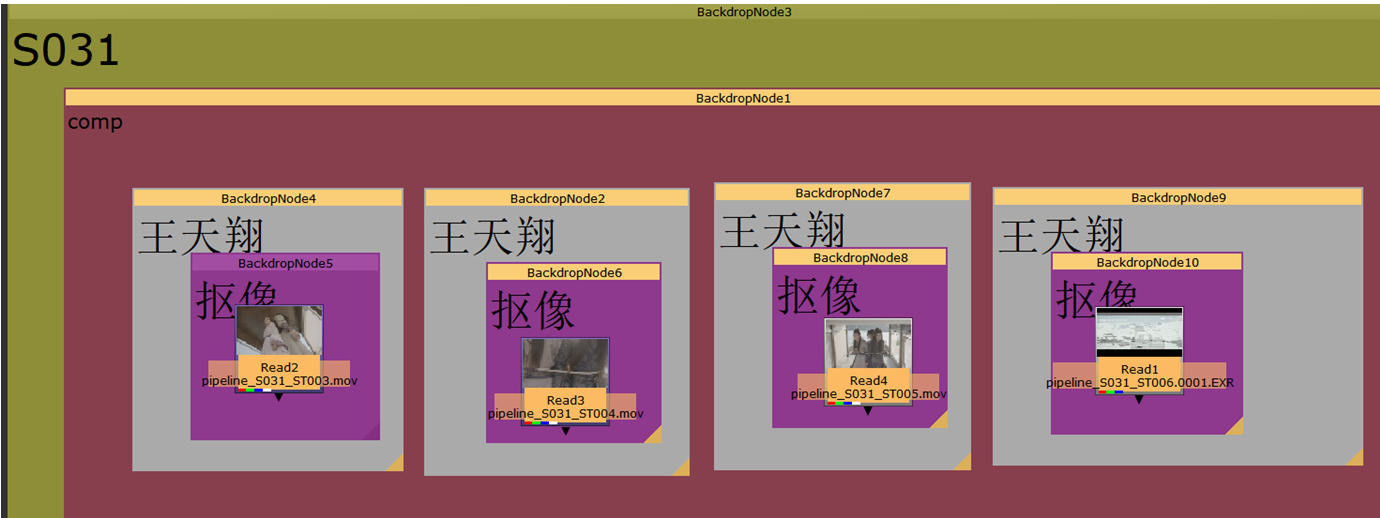 BackdropNode3
S031
BackdropNode1
comp
BackdropNode4
王天翔
BackdropNode5
抠像
Read2
pipeline_S031_ST003.mov
BackdropNode2
王天翔
BackdropNode6
抠像
Read3
pipeline_S031_ST004.mov
BackdropNode7
王天翔
BackdropNode8
抠像
Read4
pipeline_S031_ST005.mov
BackdropNode9
王天翔
BackdropNode10
抠像
Read1
pipeline_S031_ST006.0001.EXR